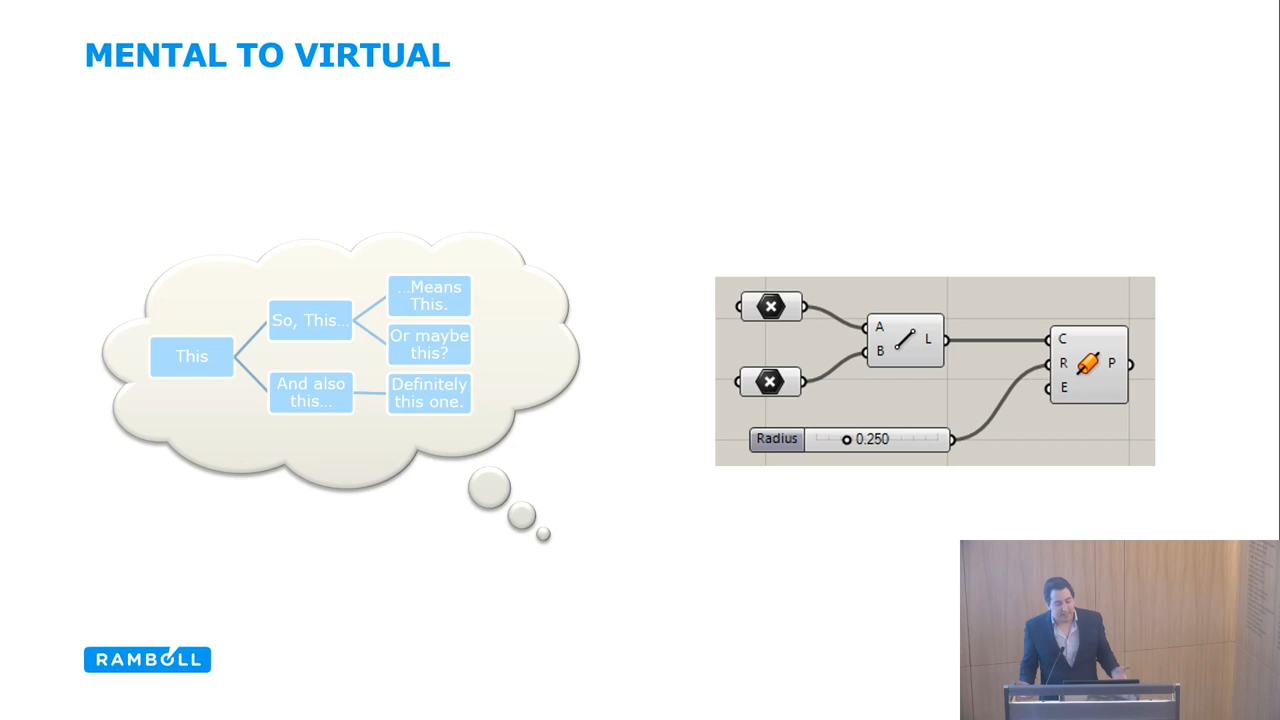 MENTAL TO VIRTUAL
This
So, This...
And also
this...
...Means
This.
Or maybe
this?
Definitely
this one.
A
B
L
Radius
0.250
C
R
E
P
RAMBOLL